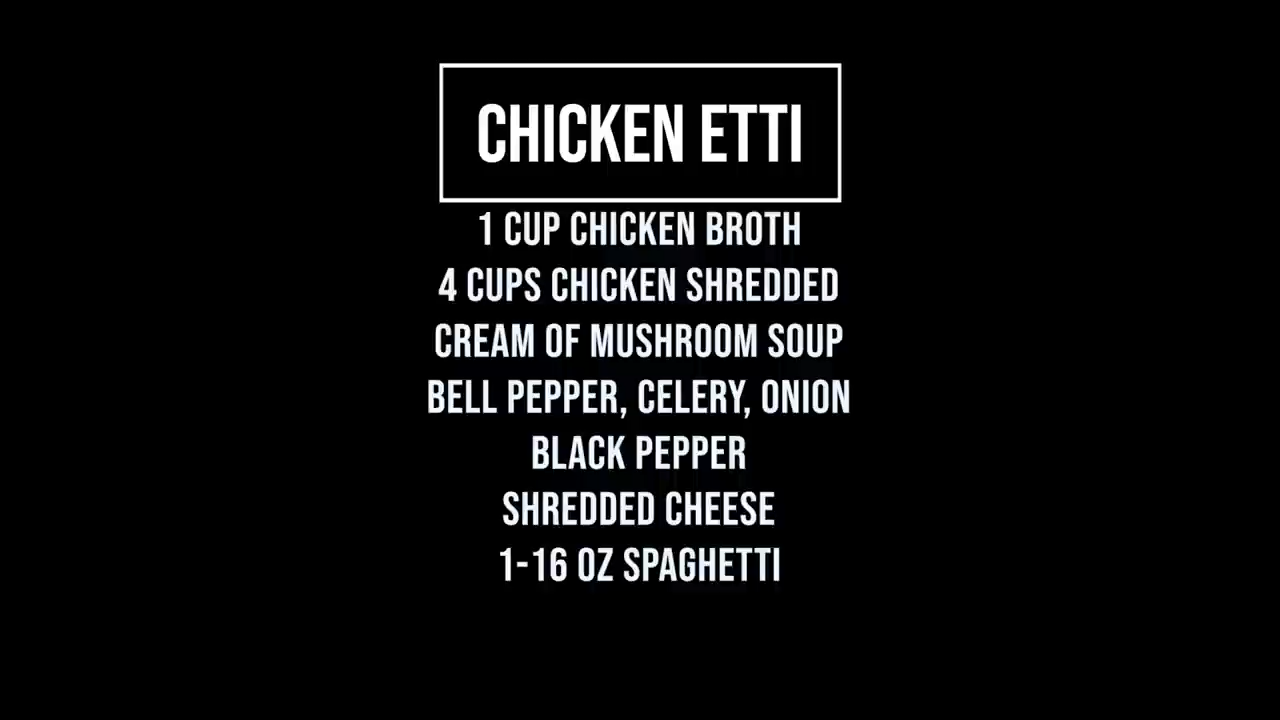 CHICKEN ETTI
1 CUP CHICKEN BROTH
4 CUPS CHICKEN SHREDDED
CREAM OF MUSHROOM SOUP
BELL PEPPER, CELERY, ONION
BLACK PEPPER
SHREDDED CHEESE
1-16 OZ SPAGHETTI